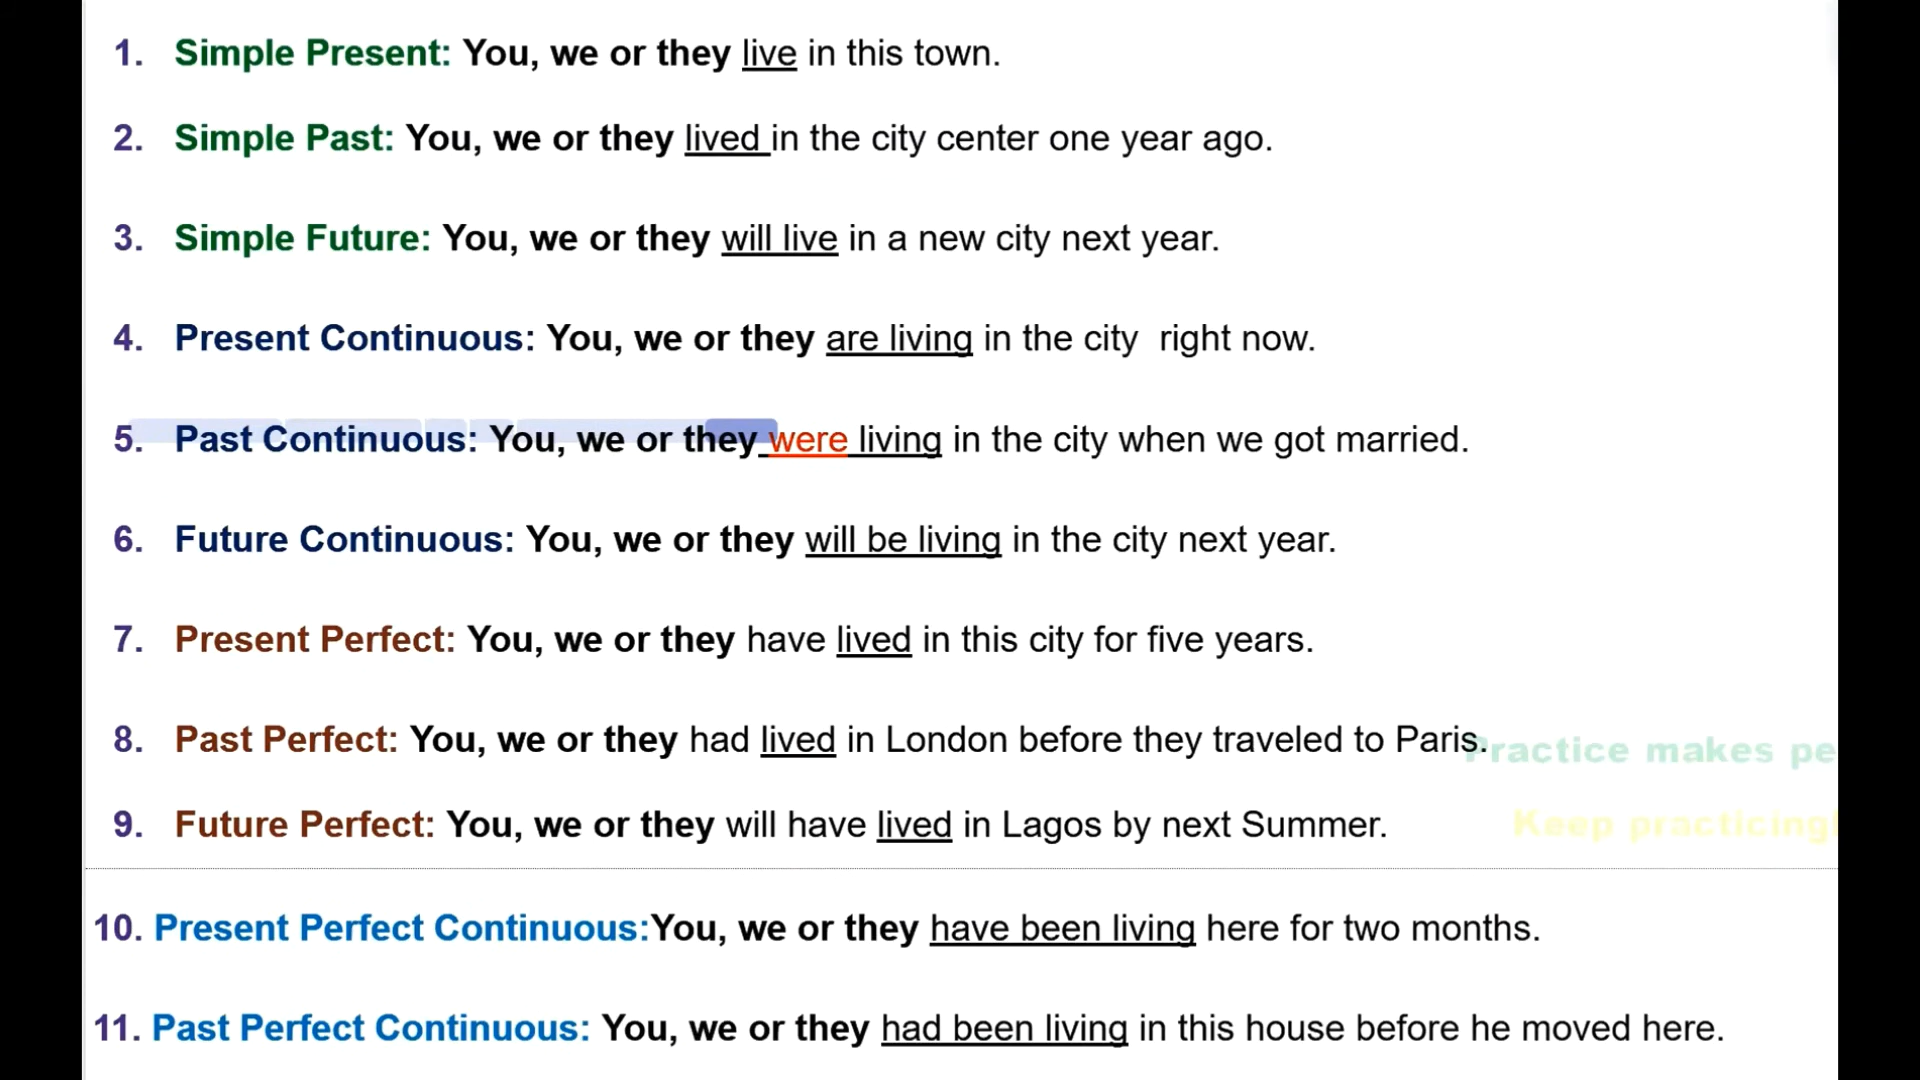 1. Simple Present: You, we or they live in this town.
2. Simple Past: You, we or they lived in the city center one year ago.
3. Simple Future: You, we or they will live in a new city next year.
4. Present Continuous: You, we or they are living in the city  right now.
5. Past Continuous: You, we or they were living in the city when we got married.
6. Future Continuous: You, we or they will be living in the city next year.
7. Present Perfect: You, we or they have lived in this city for five years.
8. Past Perfect: You, we or they had lived in London before they traveled to Paris.
Practice makes pe
9. Future Perfect: You, we or they will have lived in Lagos by next Summer.
Keep practicing!
10. Present Perfect Continuous:You, we or they have been living here for two months.
11. Past Perfect Continuous: You, we or they had been living in this house before he moved here.